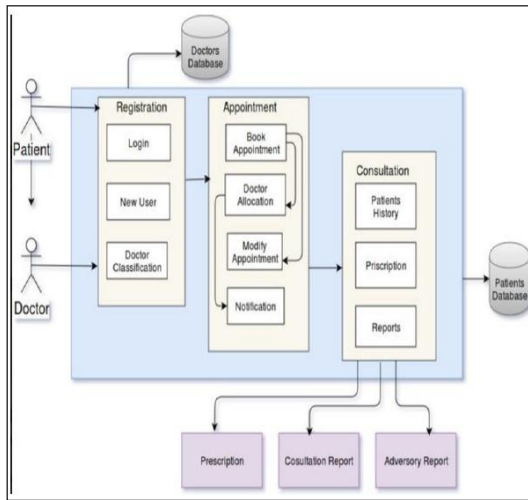 Doctors
Database
Registration
Appointment
Patient
Login
Book
Appointment
Consultation
New User
Doctor
Allocation
Patients
History
Doctor
Classification
Modify
Appointment
Priscription
Doctor
Notification
Reports
Patients
Database
Prescription
Cosultation Report
Adversory Report